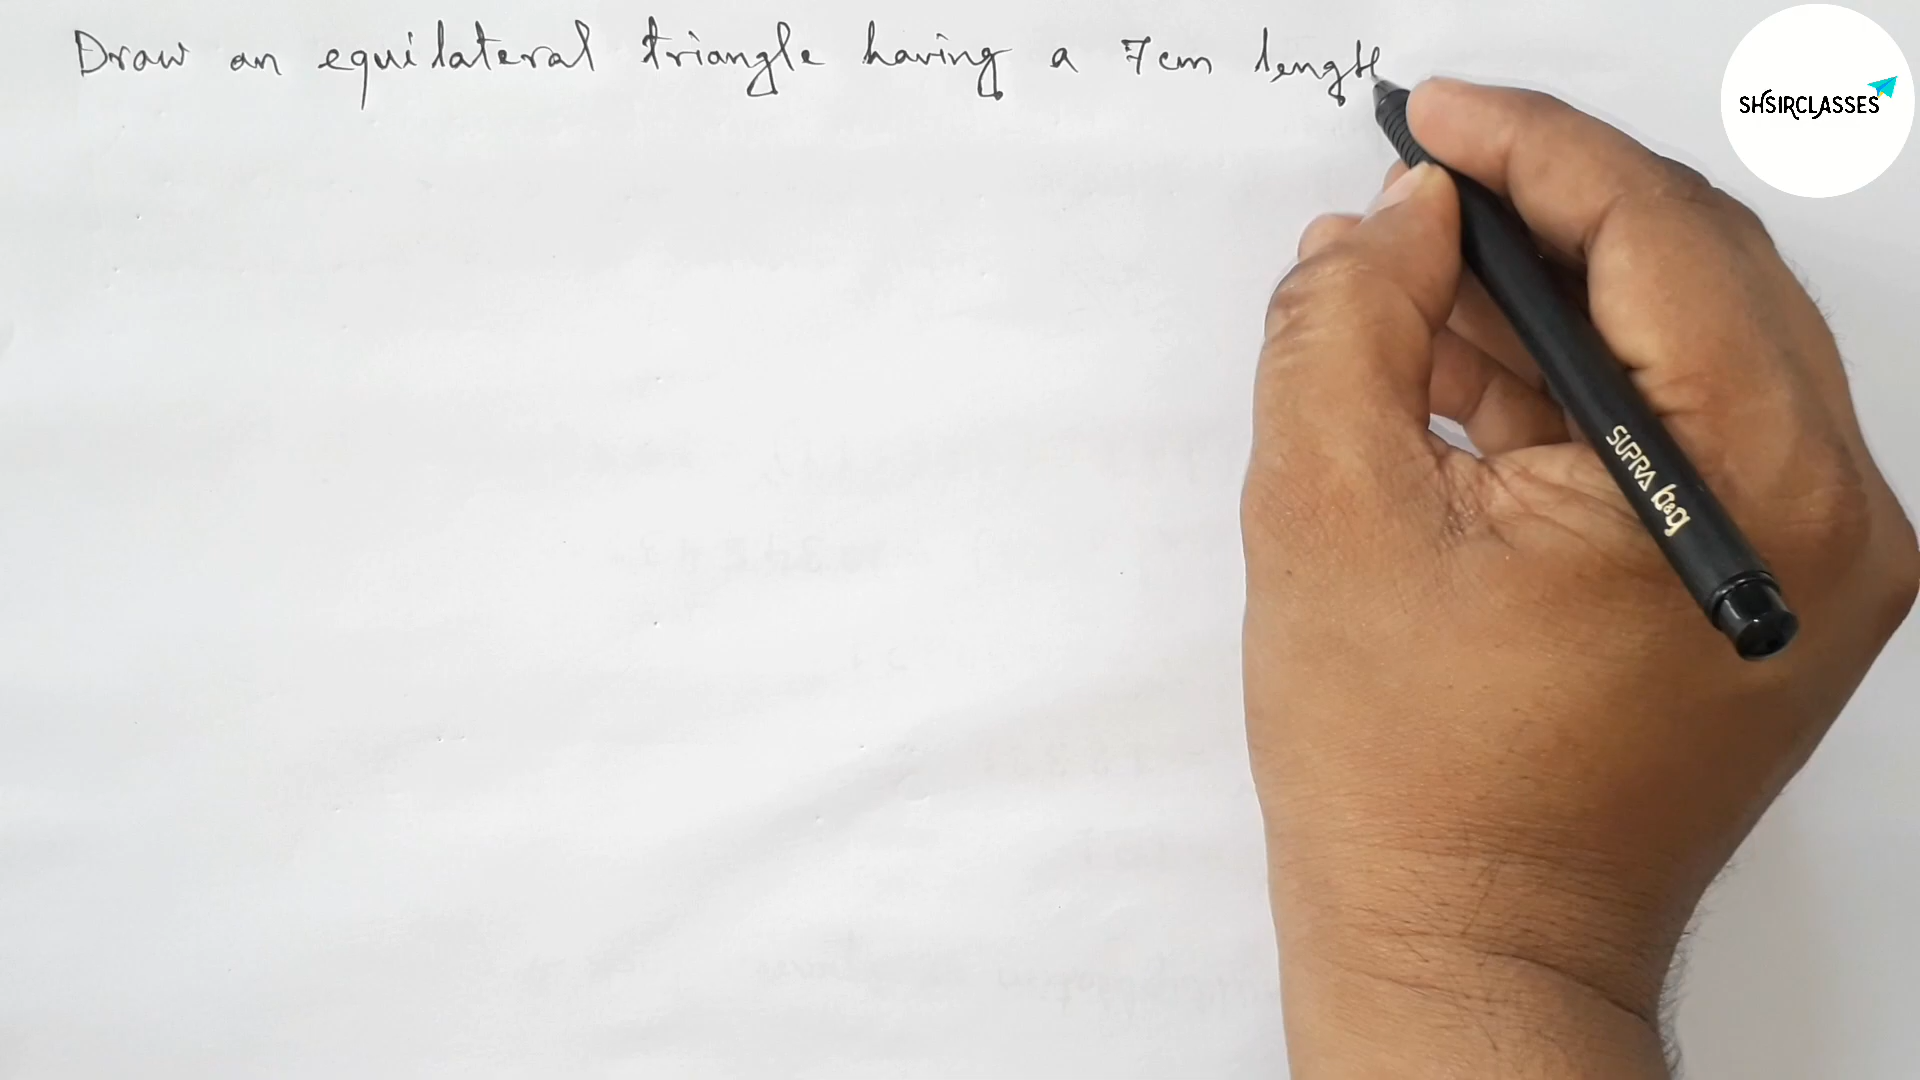 Draw an equilateral triangle having a 7cm length
SHSIRCLASSES
SUPRA b&g